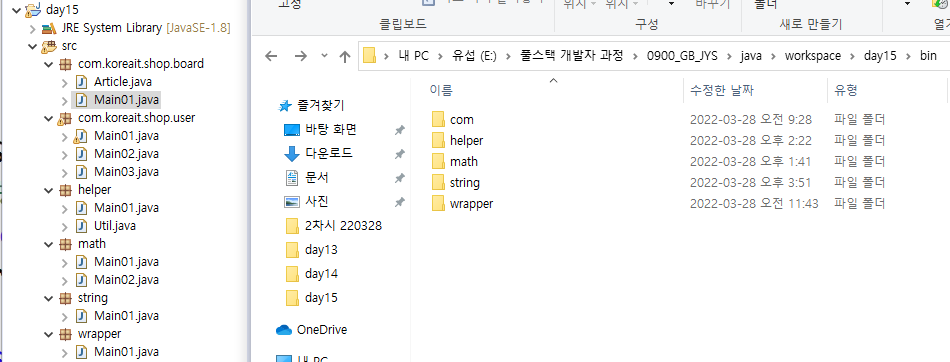 day15
JRE System Library [JavaSE-1.8]
src
com.koreait.shop.board
Article.java
Main01.java
com.koreait.shop.user
Main01.java
Main02.java
Main03.java
helper
Main01.java
Util.java
math
Main01.java
Main02.java
string
Main01.java
wrapper
Main01.java
고정
위치
위치
바꾸기
폴더
클립보드
구성
새로 만들기
열기
내 PC > 유섭 (E:) > 풀스택 개발자 과정 > 0900_GB_JYS > java > workspace > day15 > bin
이름 수정한 날짜 유형
com 2022-03-28 오전 9:28 파일 폴더
helper 2022-03-28 오후 2:22 파일 폴더
math 2022-03-28 오후 1:41 파일 폴더
string 2022-03-28 오후 3:51 파일 폴더
wrapper 2022-03-28 오전 11:43 파일 폴더
즐겨찾기
바탕 화면
다운로드
문서
사진
2차시 220328
day13
day14
day15
OneDrive
내 PC